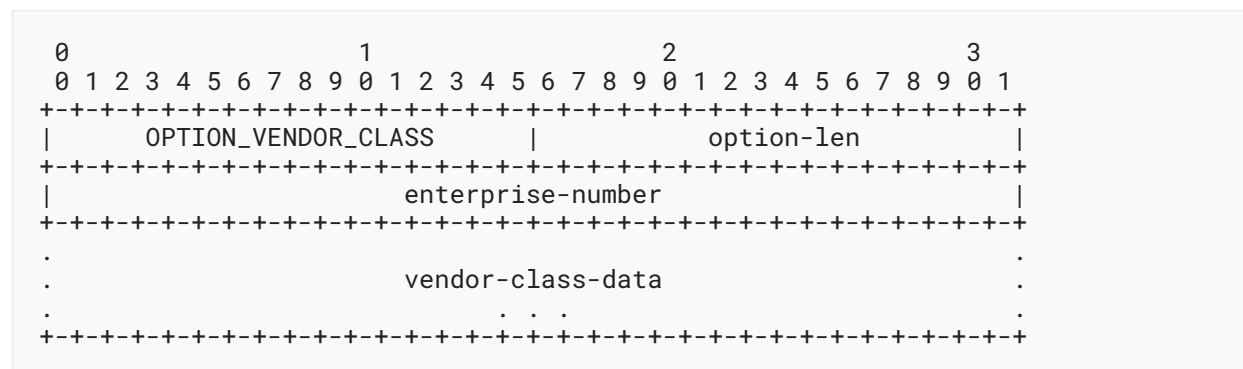 0                   1                   2                   3
 0 1 2 3 4 5 6 7 8 9 0 1 2 3 4 5 6 7 8 9 0 1 2 3 4 5 6 7 8 9 0 1
+-+-+-+-+-+-+-+-+-+-+-+-+-+-+-+-+-+-+-+-+-+-+-+-+-+-+-+-+-+-+-+-+
|      OPTION_VENDOR_CLASS      |           option-len          |
+-+-+-+-+-+-+-+-+-+-+-+-+-+-+-+-+-+-+-+-+-+-+-+-+-+-+-+-+-+-+-+-+
|                       enterprise-number                       |
+-+-+-+-+-+-+-+-+-+-+-+-+-+-+-+-+-+-+-+-+-+-+-+-+-+-+-+-+-+-+-+-+
.                                                               .
.                       vendor-class-data                       .
.                             . . .                             .
+-+-+-+-+-+-+-+-+-+-+-+-+-+-+-+-+-+-+-+-+-+-+-+-+-+-+-+-+-+-+-+-+